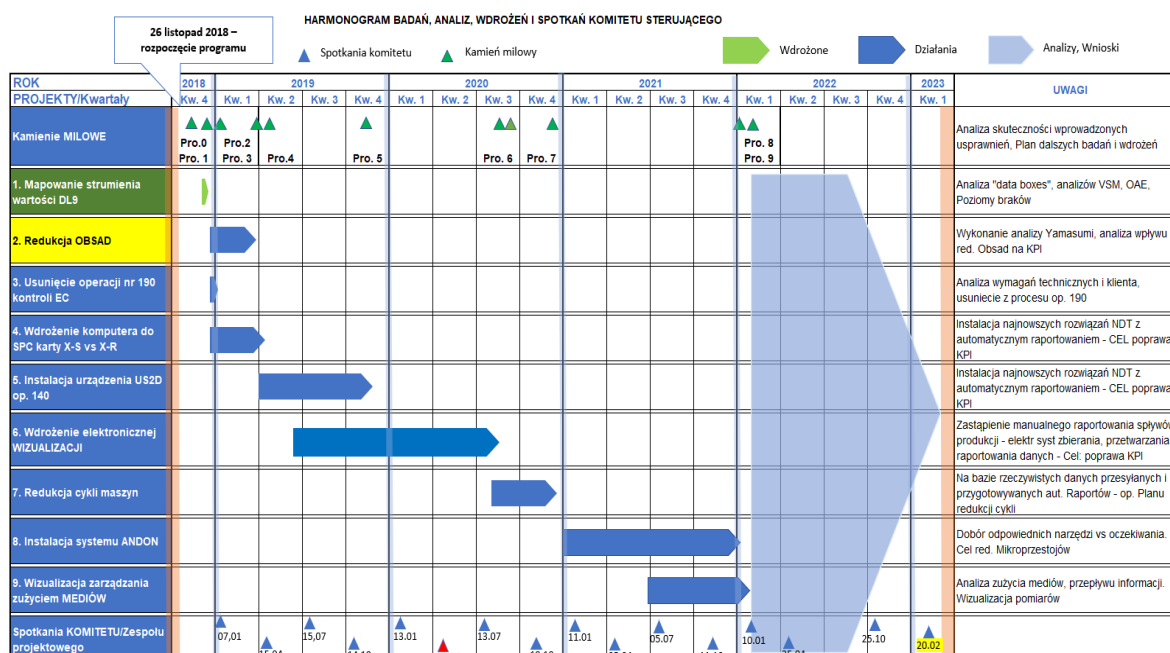 HARMONOGRAM BADAŃ, ANALIZ, WDROŻEŃ I SPOTKAŃ KOMITETU STERUJĄCEGO
26 listopad 2018 –
rozpoczęcie programu
Spotkania komitetu
Kamień milowy
Wdrożone
Działania
Analizy, Wnioski
ROK 2018 2019 2020 2021 2022 2023 UWAGI
PROJEKTY/Kwartały Kw. 4 Kw. 1 Kw. 2 Kw. 3 Kw. 4 Kw. 1 Kw. 2 Kw. 3 Kw. 4 Kw. 1 Kw. 2 Kw. 3 Kw. 4 Kw. 1 Kw. 2 Kw. 3 Kw. 4 Kw. 1
Kamienie MILOWE
Pro.0 Pro.2 Pro. 8
Pro. 1 Pro. 3 Pro.4 Pro. 5 Pro. 6 Pro. 7 Pro. 9
Analiza skuteczności wprowadzonych
usprawnień, Plan dalszych badań i wdrożeń
1. Mapowanie strumienia
wartości DL9
Analiza "data boxes", analizów VSM, OAE,
Poziomy braków
2. Redukcja OBSAD
Wykonanie analizy Yamasumi, analiza wpływu
red. Obsad na KPI
3. Usunięcie operacji nr 190
kontroli EC
Analiza wymagań technicznych i klienta,
usuniecie z procesu op. 190
4. Wdrożenie komputera do
SPC karty X-S vs X-R
Instalacja najnowszych rozwiązań NDT z
automatycznym raportowaniem - CEL poprawa
KPI
5. Instalacja urządzenia US2D
op. 140
Instalacja najnowszych rozwiązań NDT z
automatycznym raportowaniem - CEL poprawa
KPI
6. Wdrożenie elektronicznej
WIZUALIZACJI
Zastąpienie manualnego raportowania spływów
produkcji - elektr syst zbierania, przetwarzania
raportowania danych - Cel: poprawa KPI
7. Redukcja cykli maszyn
Na bazie rzeczywistych danych przesyłanych i
przygotowywanych aut. Raportów - op. Planu
redukcji cykli
8. Instalacja systemu ANDON
Dobór odpowiednich narzędzi vs oczekiwania.
Cel red. Mikroprzestojów
9. Wizualizacja zarządzania
zużyciem MEDIÓW
Analiza zużycia mediów, przepływu informacji.
Wizualizacja pomiarów
Spotkania KOMITETU/Zespołu
projektowego
07,01 15,07 13.01 13.07 11.01 05.07 10.01 25.10 20.02